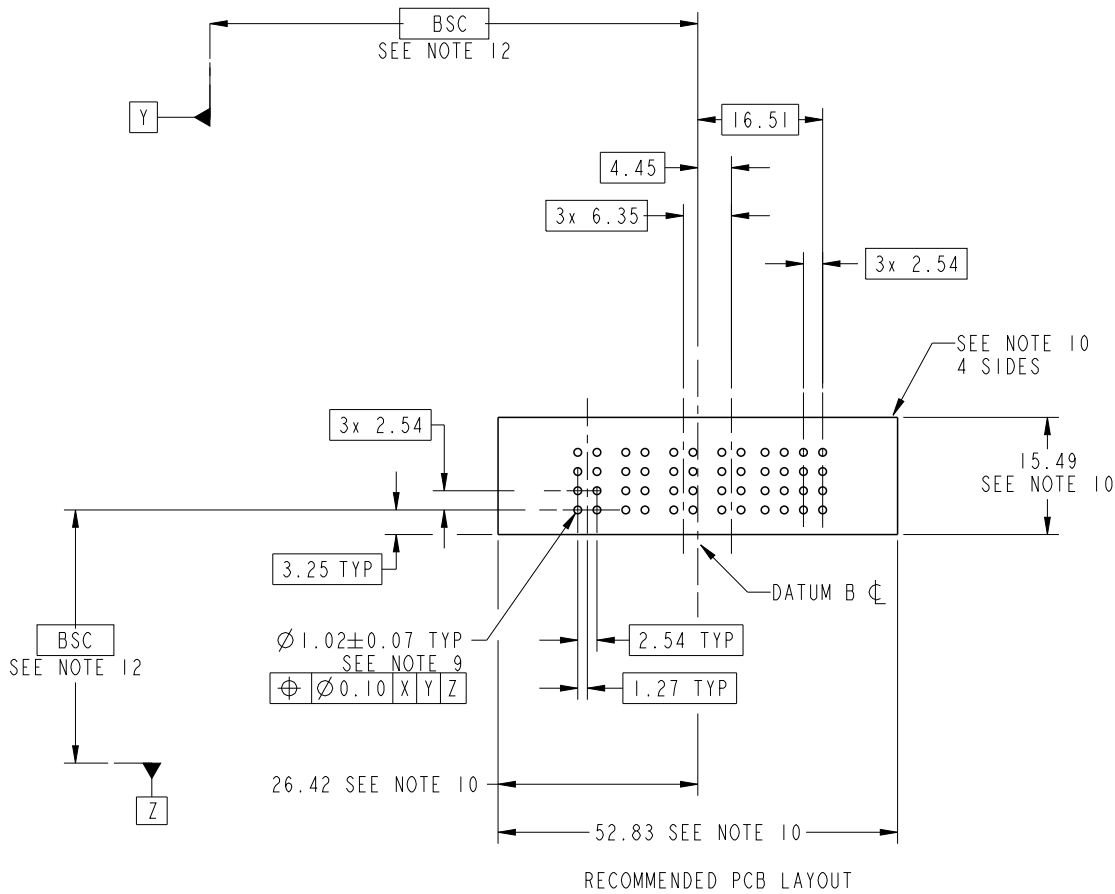 BSC
SEE NOTE 12
Y
16.51
4.45
3x 6.35
3x 2.54
SEE NOTE 10
4 SIDES
3x 2.54
15.49
SEE NOTE 10
3.25 TYP
DATUM B ℄
BSC
SEE NOTE 12
Ø1.02±0.07 TYP
SEE NOTE 9
⌖ Ø0.10 X Y Z
2.54 TYP
1.27 TYP
26.42 SEE NOTE 10
Z
52.83 SEE NOTE 10
RECOMMENDED PCB LAYOUT